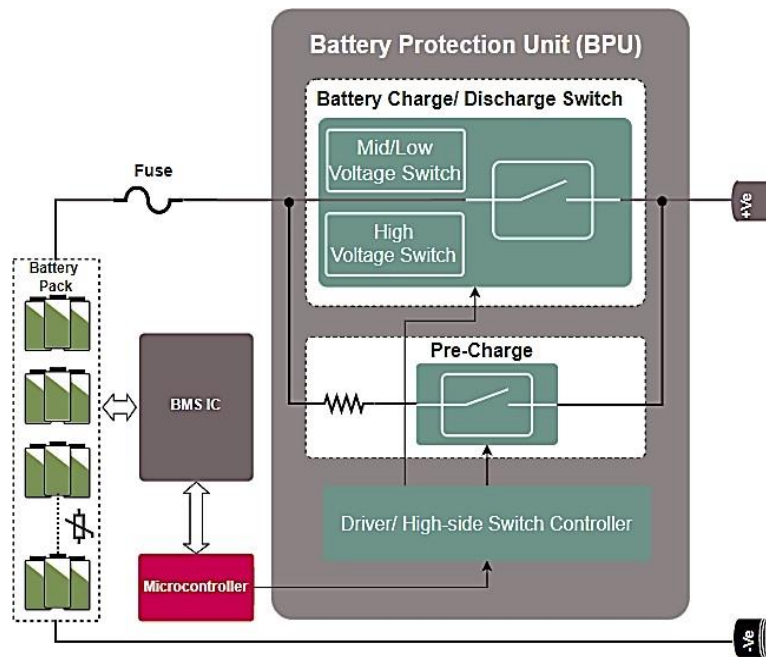 Battery Protection Unit (BPU)
Battery Charge/ Discharge Switch
Mid/Low
Voltage Switch
High
Voltage Switch
Fuse
+Ve
Battery
Pack
BMS IC
Pre-Charge
Driver/ High-side Switch Controller
Microcontroller
-Ve